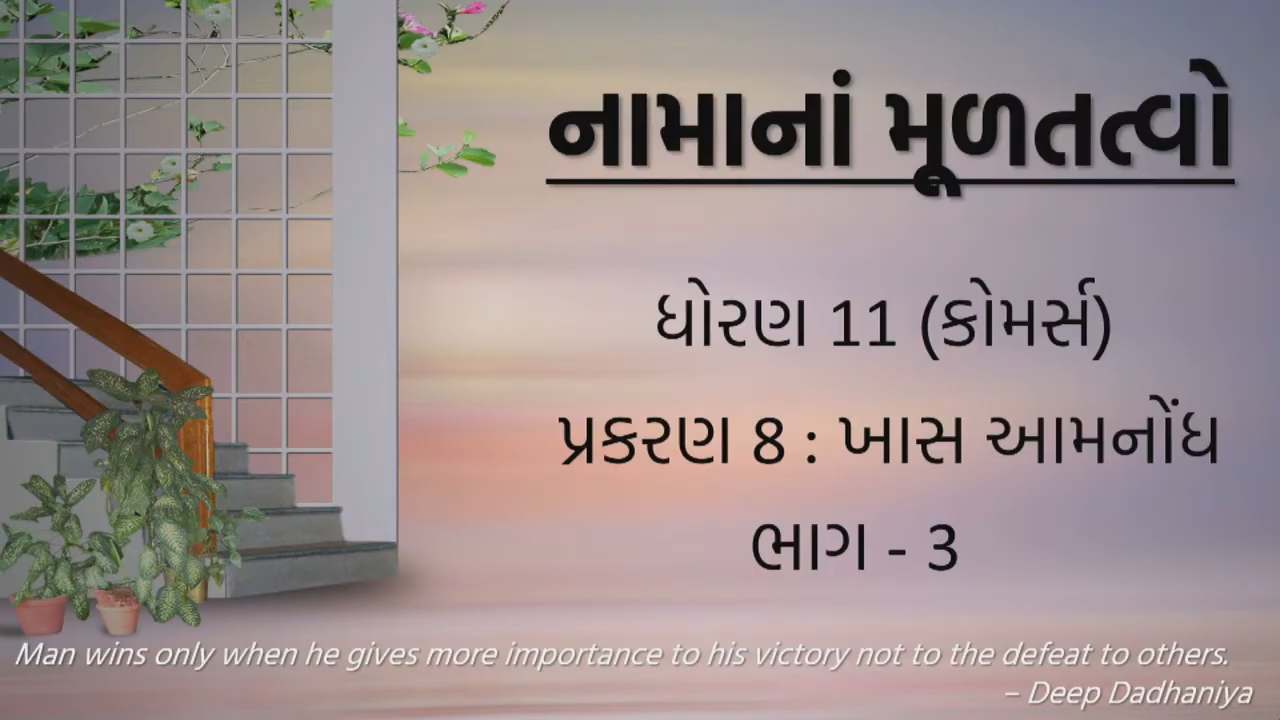 નામાનાં મૂળતત્વો
ધોરણ 11 (કોમર્સ)
પ્રકરણ 8 : ખાસ આમનોંધ
ભાગ - 3
Man wins only when he gives more importance to his victory not to the defeat to others.
– Deep Dadhaniya